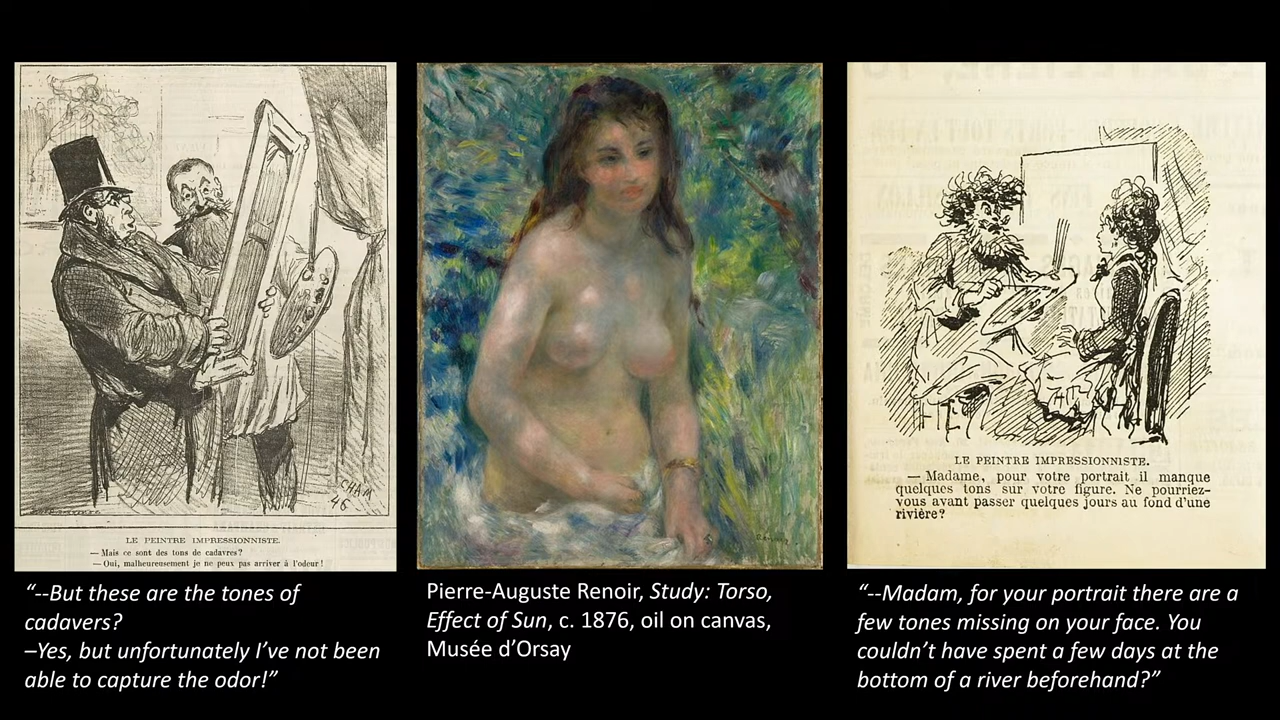 CHAM
46
LE PEINTRE IMPRESSIONNISTE.
— Mais ce sont des tons de cadavres?
— Oui, malheureusement je ne peux pas arriver à l'odeur!
“--But these are the tones of
cadavers?
–Yes, but unfortunately I’ve not been
able to capture the odor!”
Renoir.
Pierre-Auguste Renoir, Study: Torso,
Effect of Sun, c. 1876, oil on canvas,
Musée d’Orsay
LE PEINTRE IMPRESSIONNISTE.
— Madame, pour votre portrait il manque
quelques tons sur votre figure. Ne pourriez-
vous avant passer quelques jours au fond d'une
rivière?
“--Madam, for your portrait there are a
few tones missing on your face. You
couldn’t have spent a few days at the
bottom of a river beforehand?”